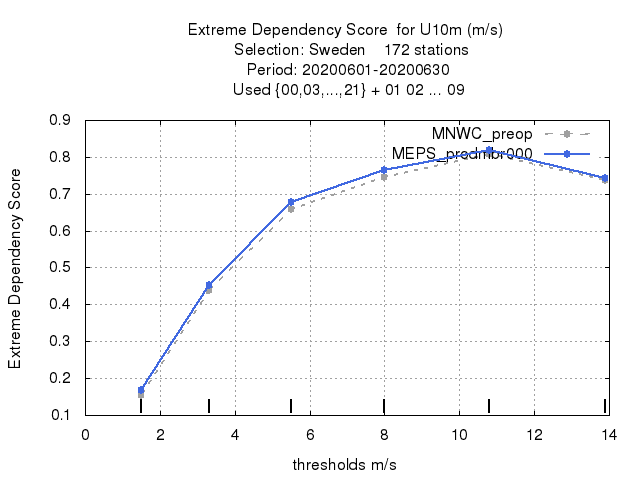 Extreme Dependency Score  for U10m (m/s)
Selection: Sweden    172 stations
Period: 20200601-20200630
Used {00,03,...,21} + 01 02 ... 09
MNWC_preop
MEPS_prodmbr000
Extreme Dependency Score
0.9
0.8
0.7
0.6
0.5
0.4
0.3
0.2
0.1
0 2 4 6 8 10 12 14
thresholds m/s